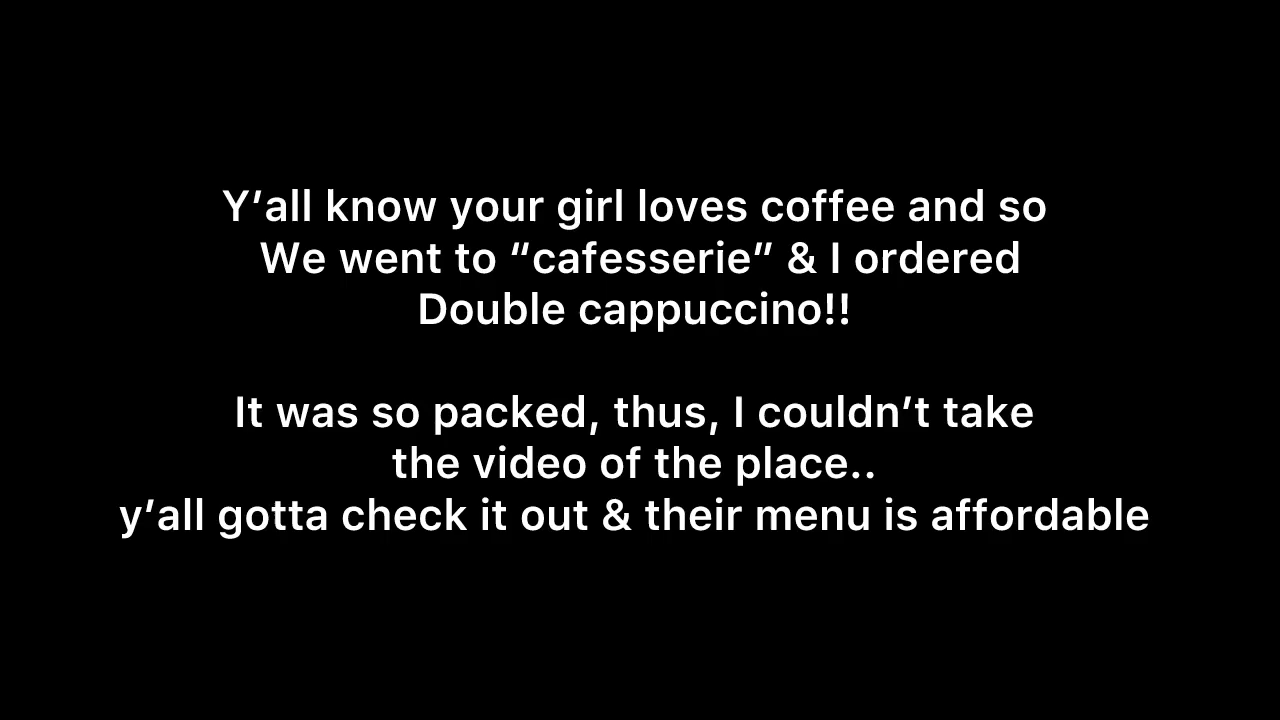 Y’all know your girl loves coffee and so
We went to “cafesserie” & I ordered
Double cappuccino!!
It was so packed, thus, I couldn’t take
the video of the place..
y’all gotta check it out & their menu is affordable